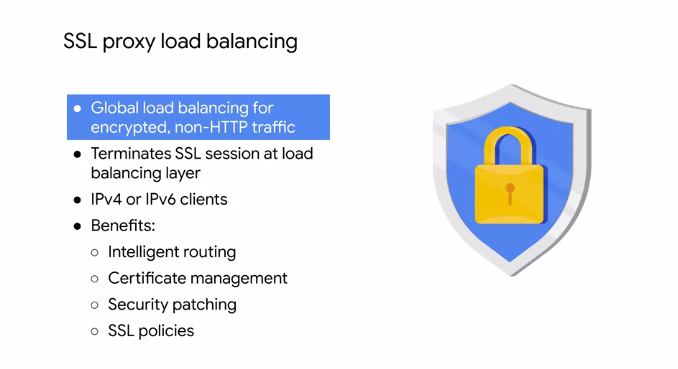 SSL proxy load balancing
● Global load balancing for
encrypted, non-HTTP traffic
● Terminates SSL session at load
balancing layer
● IPv4 or IPv6 clients
● Benefits:
○ Intelligent routing
○ Certificate management
○ Security patching
○ SSL policies